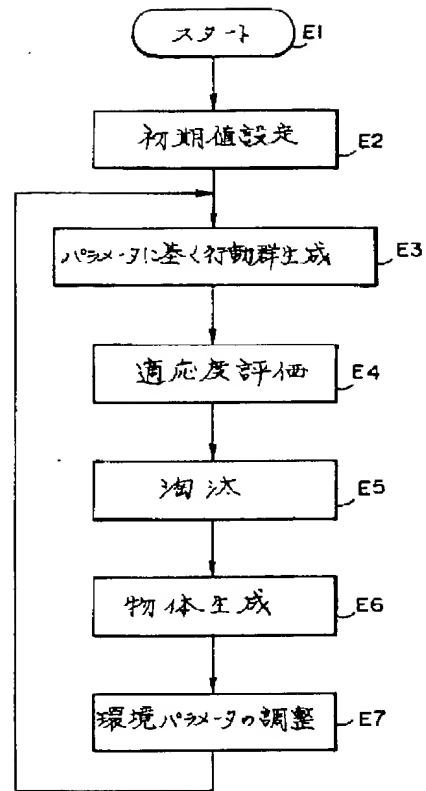 スタート
E1
初期値設定
E2
パラメータに基く行動群生成
E3
適応度評価
E4
淘汰
E5
物体生成
E6
環境パラメータの調整
E7